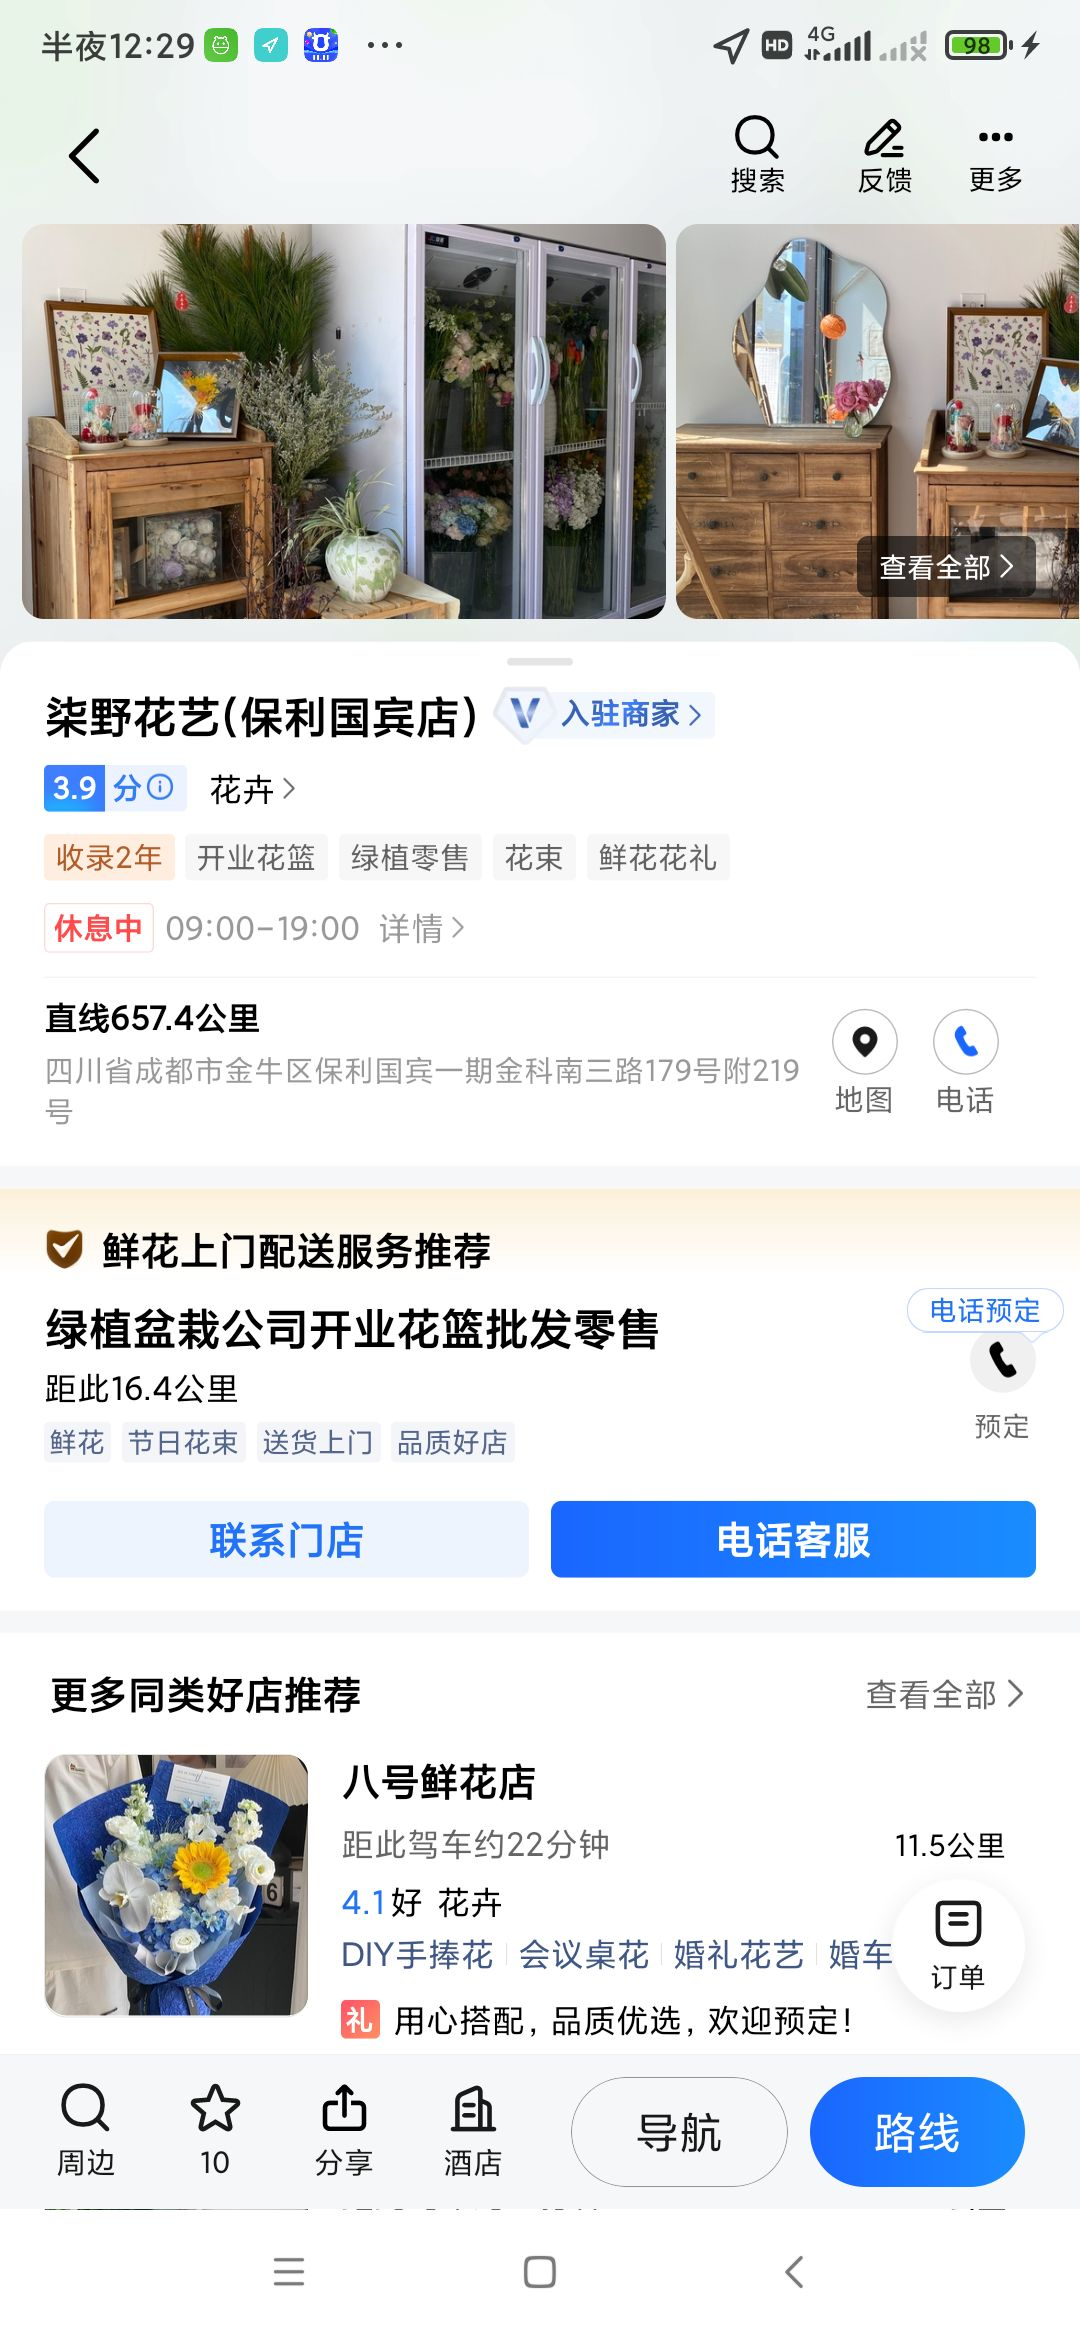 半夜12:29
HD
4G
98
搜索
反馈
更多
查看全部
柒野花艺(保利国宾店)
V 入驻商家
3.9分
花卉
收录2年
开业花篮
绿植零售
花束
鲜花花礼
休息中 09:00-19:00 详情
直线657.4公里
四川省成都市金牛区保利国宾一期金科南三路179号附219
号
地图
电话
鲜花上门配送服务推荐
绿植盆栽公司开业花篮批发零售
电话预定
距此16.4公里
预定
鲜花
节日花束
送货上门
品质好店
联系门店
电话客服
更多同类好店推荐
查看全部
八号鲜花店
距此驾车约22分钟
11.5公里
4.1好 花卉
DIY手捧花 会议桌花 婚礼花艺 婚车
订单
礼 用心搭配，品质优选，欢迎预定！
周边
10
分享
酒店
导航
路线